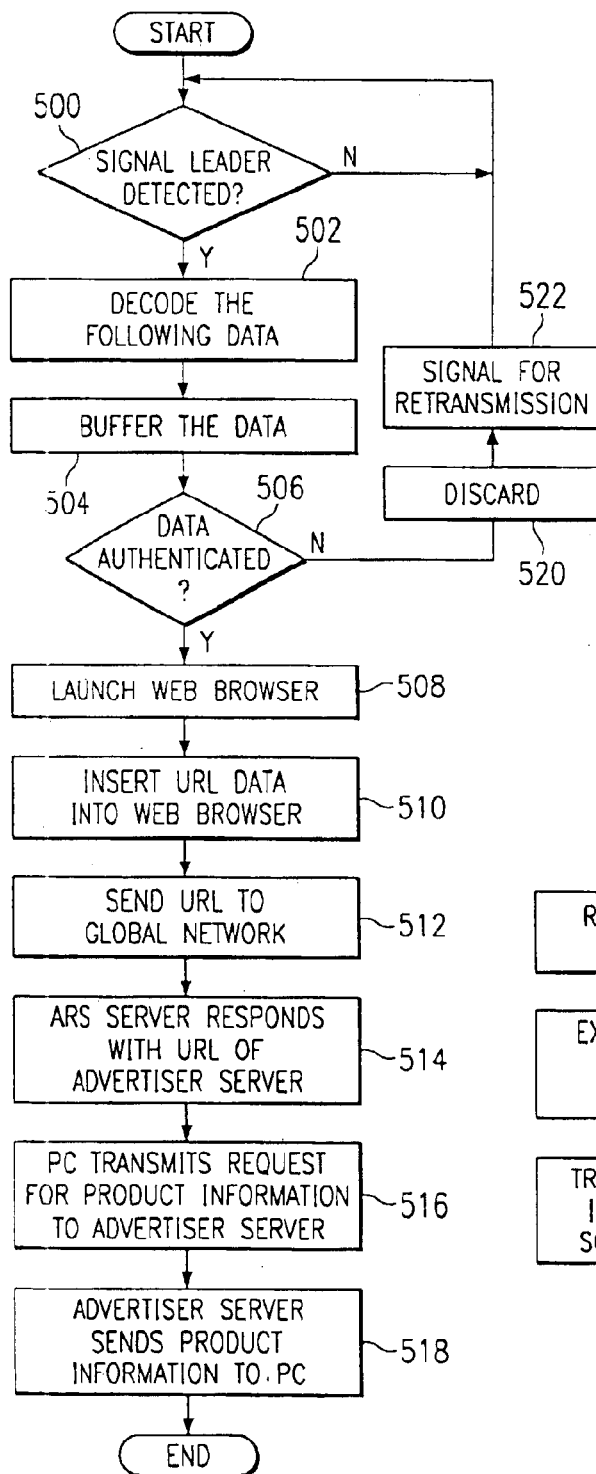 START
500
SIGNAL LEADER
DETECTED?
N
Y
502
DECODE THE
FOLLOWING DATA
522
SIGNAL FOR
RETRANSMISSION
BUFFER THE DATA
504
506
DISCARD
520
DATA
AUTHENTICATED
?
N
Y
LAUNCH WEB BROWSER
508
INSERT URL DATA
INTO WEB BROWSER
510
SEND URL TO
GLOBAL NETWORK
512
ARS SERVER RESPONDS
WITH URL OF
ADVERTISER SERVER
514
PC TRANSMITS REQUEST
FOR PRODUCT INFORMATION
TO ADVERTISER SERVER
516
ADVERTISER SERVER
SENDS PRODUCT
INFORMATION TO PC
518
END
R
EX
TR
I
SO